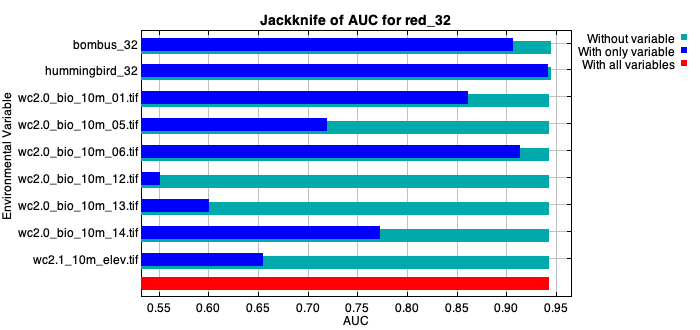 Jackknife of AUC for red_32
Without variable
With only variable
With all variables
Environmental Variable
bombus_32
hummingbird_32
wc2.0_bio_10m_01.tif
wc2.0_bio_10m_05.tif
wc2.0_bio_10m_06.tif
wc2.0_bio_10m_12.tif
wc2.0_bio_10m_13.tif
wc2.0_bio_10m_14.tif
wc2.1_10m_elev.tif
0.55 0.60 0.65 0.70 0.75 0.80 0.85 0.90 0.95
AUC